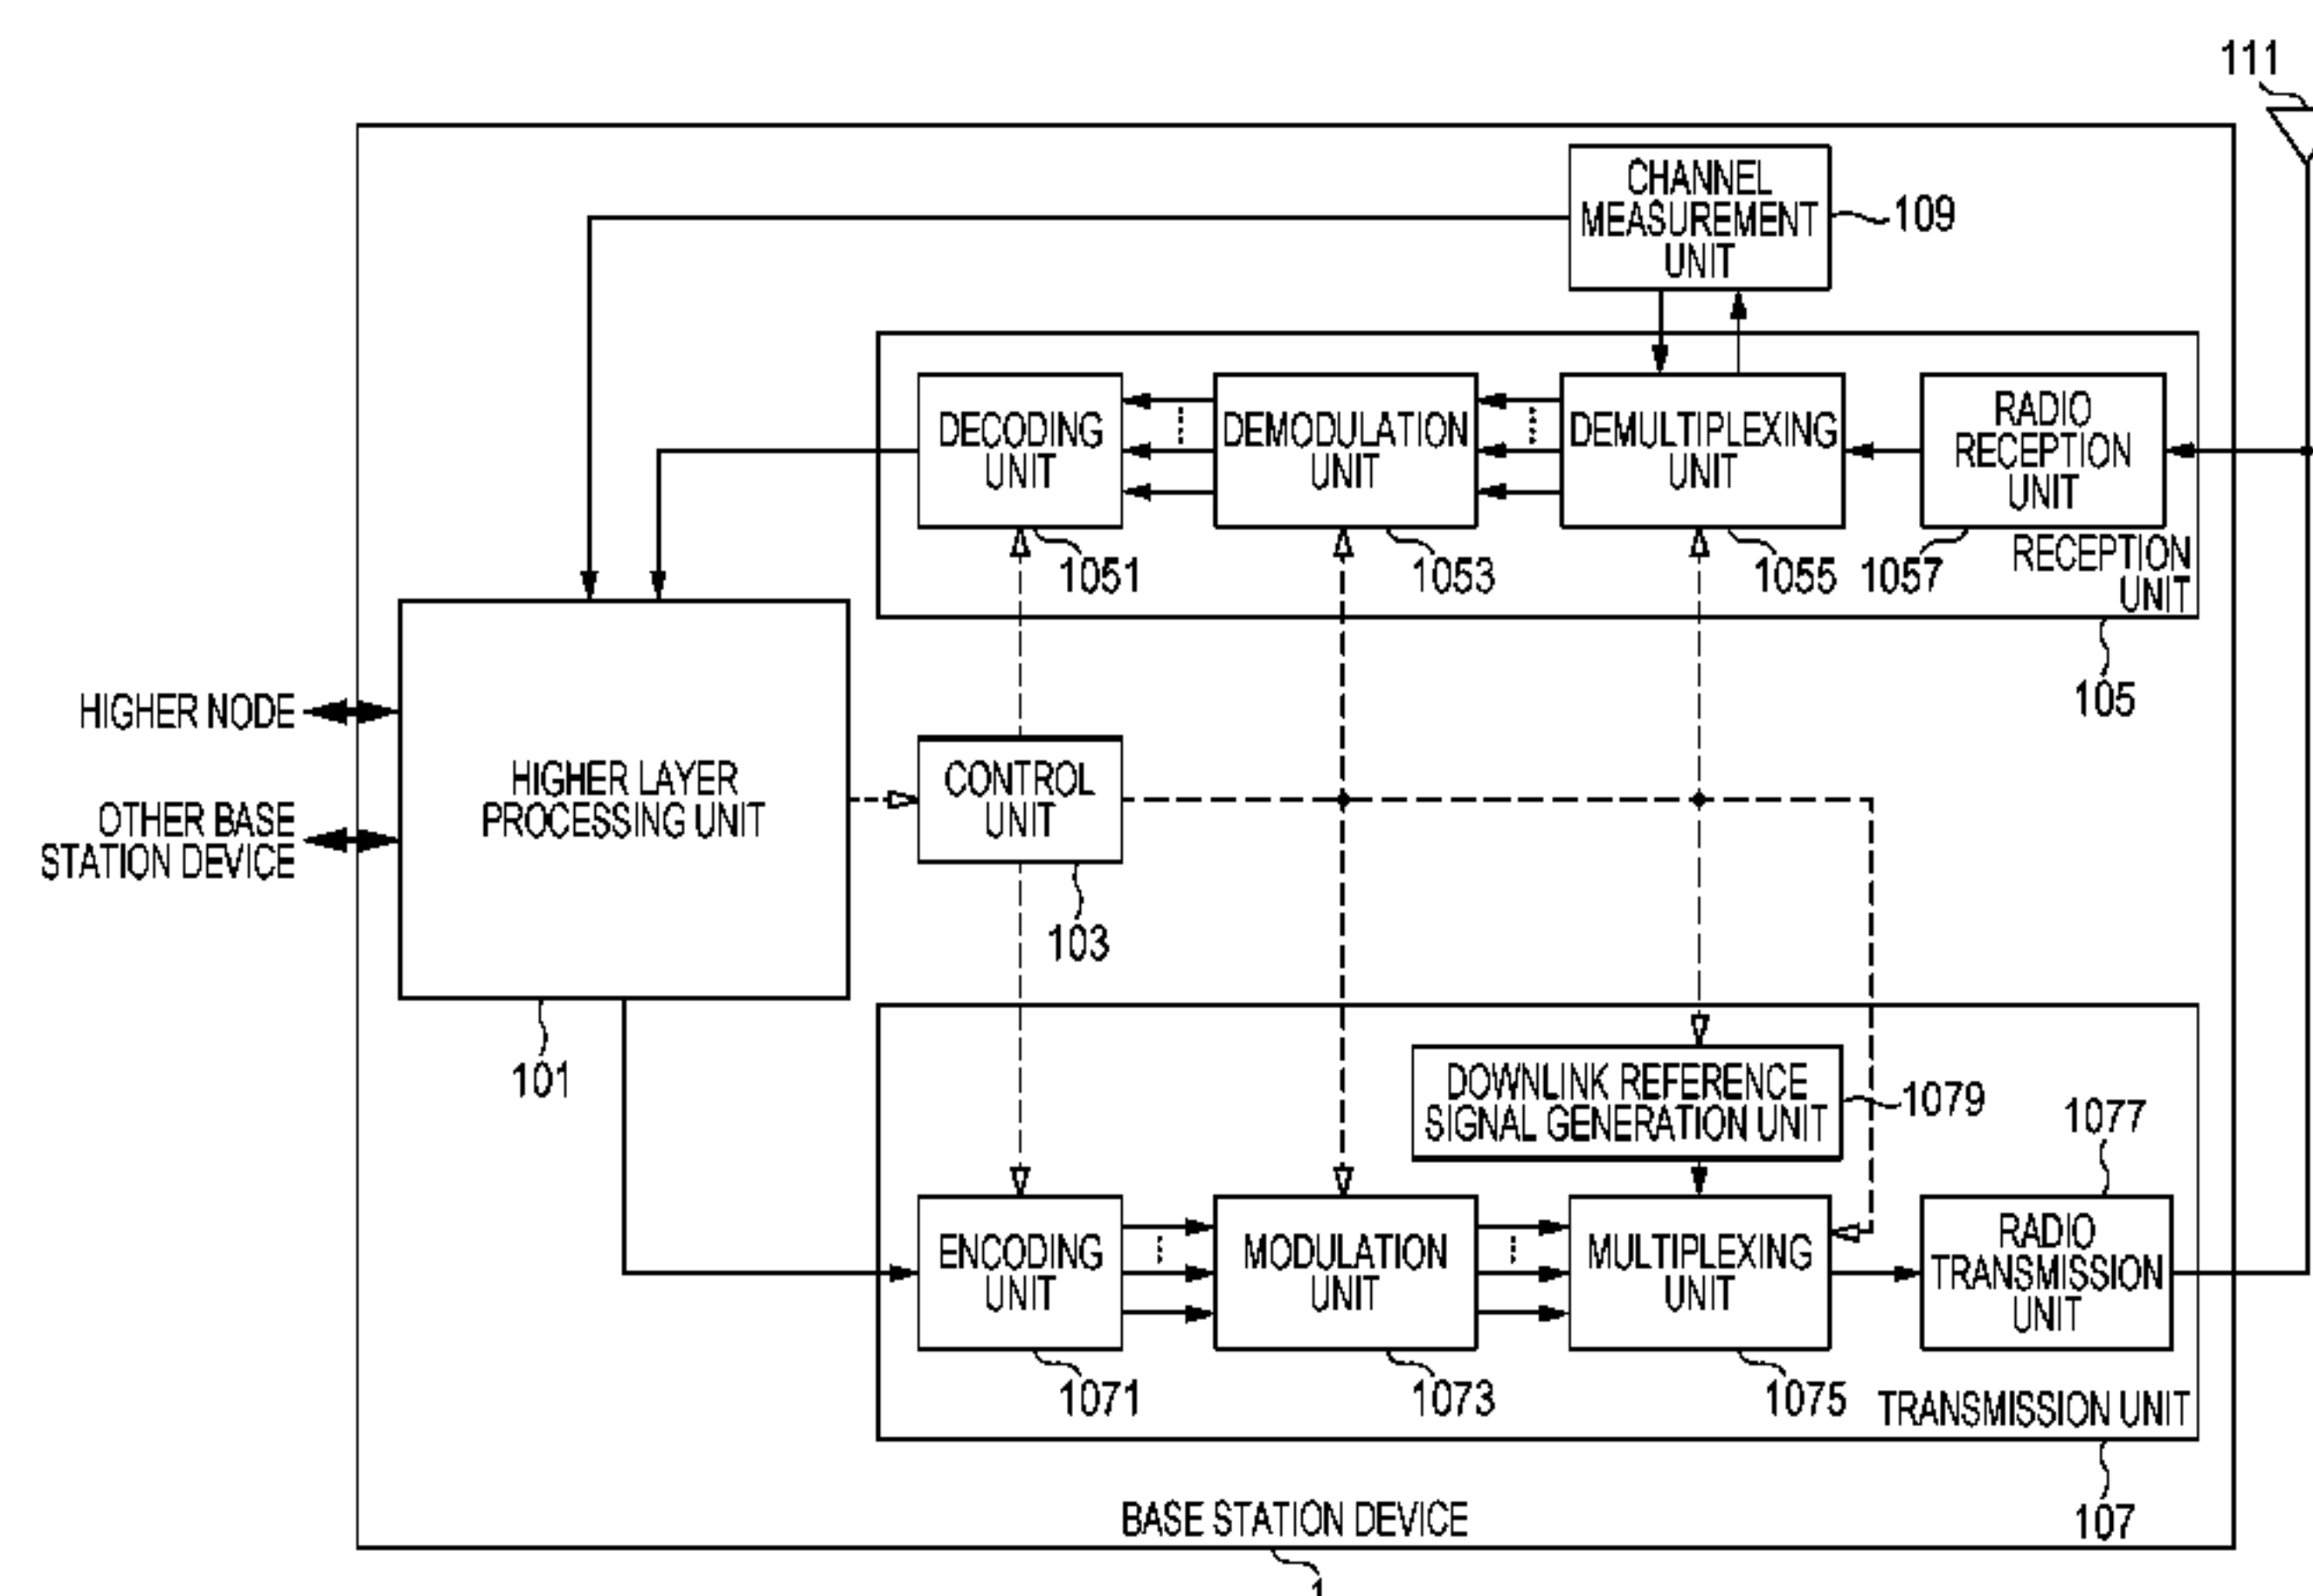 111
CHANNEL
MEASUREMENT
UNIT
109
DECODING
UNIT
DEMODULATION
UNIT
DEMULTIPLEXING
UNIT
RADIO
RECEPTION
UNIT
1051
1053
1055
1057
RECEPTION
UNIT
105
HIGHER NODE
OTHER BASE
STATION DEVICE
HIGHER LAYER
PROCESSING UNIT
101
CONTROL
UNIT
103
DOWNLINK REFERENCE
SIGNAL GENERATION UNIT
1079
1077
ENCODING
UNIT
MODULATION
UNIT
MULTIPLEXING
UNIT
RADIO
TRANSMISSION
UNIT
1071
1073
1075
TRANSMISSION UNIT
107
BASE STATION DEVICE
1